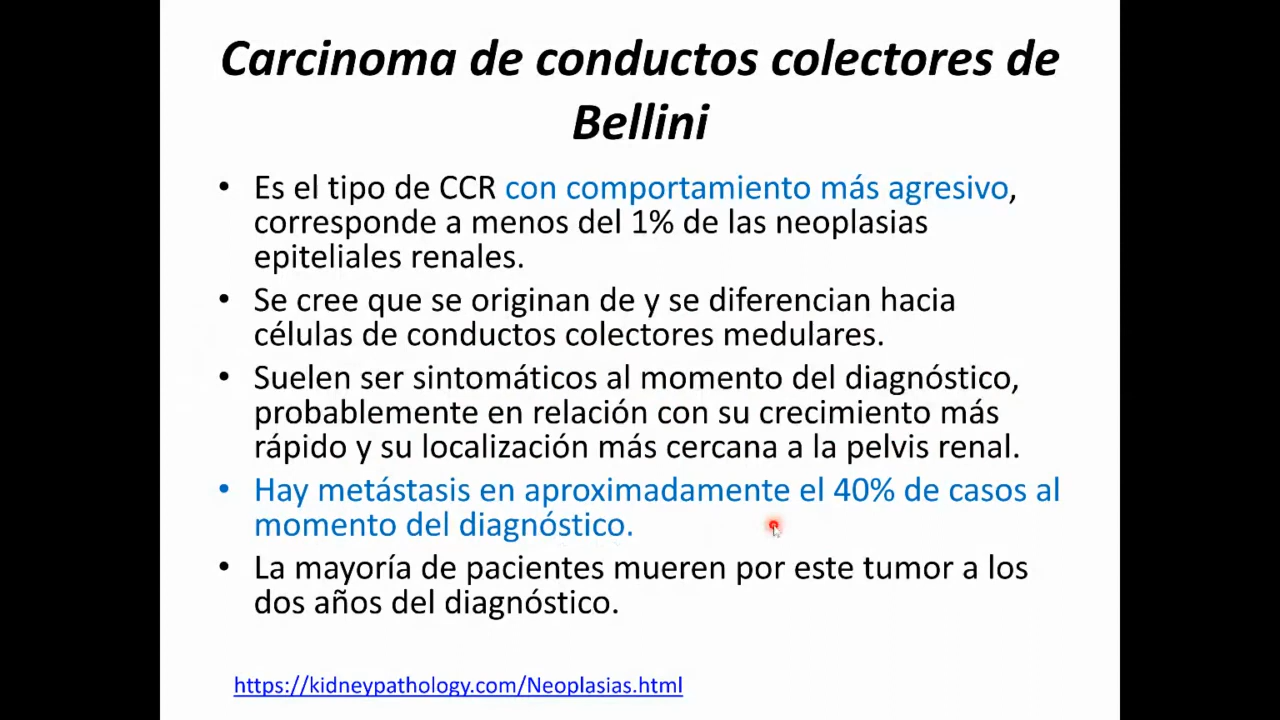 Carcinoma de conductos colectores de
Bellini
• Es el tipo de CCR con comportamiento más agresivo,
corresponde a menos del 1% de las neoplasias
epiteliales renales.
• Se cree que se originan de y se diferencian hacia
células de conductos colectores medulares.
• Suelen ser sintomáticos al momento del diagnóstico,
probablemente en relación con su crecimiento más
rápido y su localización más cercana a la pelvis renal.
• Hay metástasis en aproximadamente el 40% de casos al
momento del diagnóstico.
• La mayoría de pacientes mueren por este tumor a los
dos años del diagnóstico.
https://kidneypathology.com/Neoplasias.html